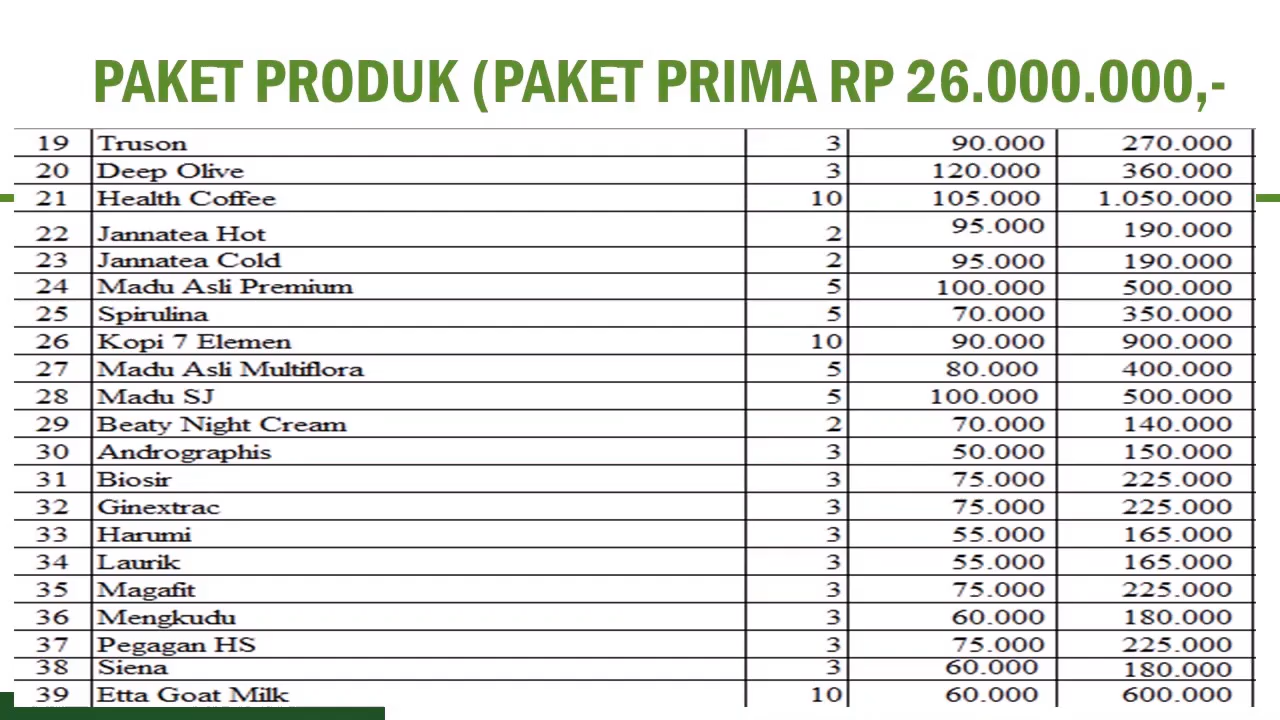 PAKET PRODUK (PAKET PRIMA RP 26.000.000,-
19 Truson 3 90.000 270.000
20 Deep Olive 3 120.000 360.000
21 Health Coffee 10 105.000 1.050.000
22 Jannatea Hot 2 95.000 190.000
23 Jannatea Cold 2 95.000 190.000
24 Madu Asli Premium 5 100.000 500.000
25 Spirulina 5 70.000 350.000
26 Kopi 7 Elemen 10 90.000 900.000
27 Madu Asli Multiflora 5 80.000 400.000
28 Madu SJ 5 100.000 500.000
29 Beaty Night Cream 2 70.000 140.000
30 Andrographis 3 50.000 150.000
31 Biosir 3 75.000 225.000
32 Ginextrac 3 75.000 225.000
33 Harumi 3 55.000 165.000
34 Laurik 3 55.000 165.000
35 Magafit 3 75.000 225.000
36 Mengkudu 3 60.000 180.000
37 Pegagan HS 3 75.000 225.000
38 Siena 3 60.000 180.000
39 Etta Goat Milk 10 60.000 600.000